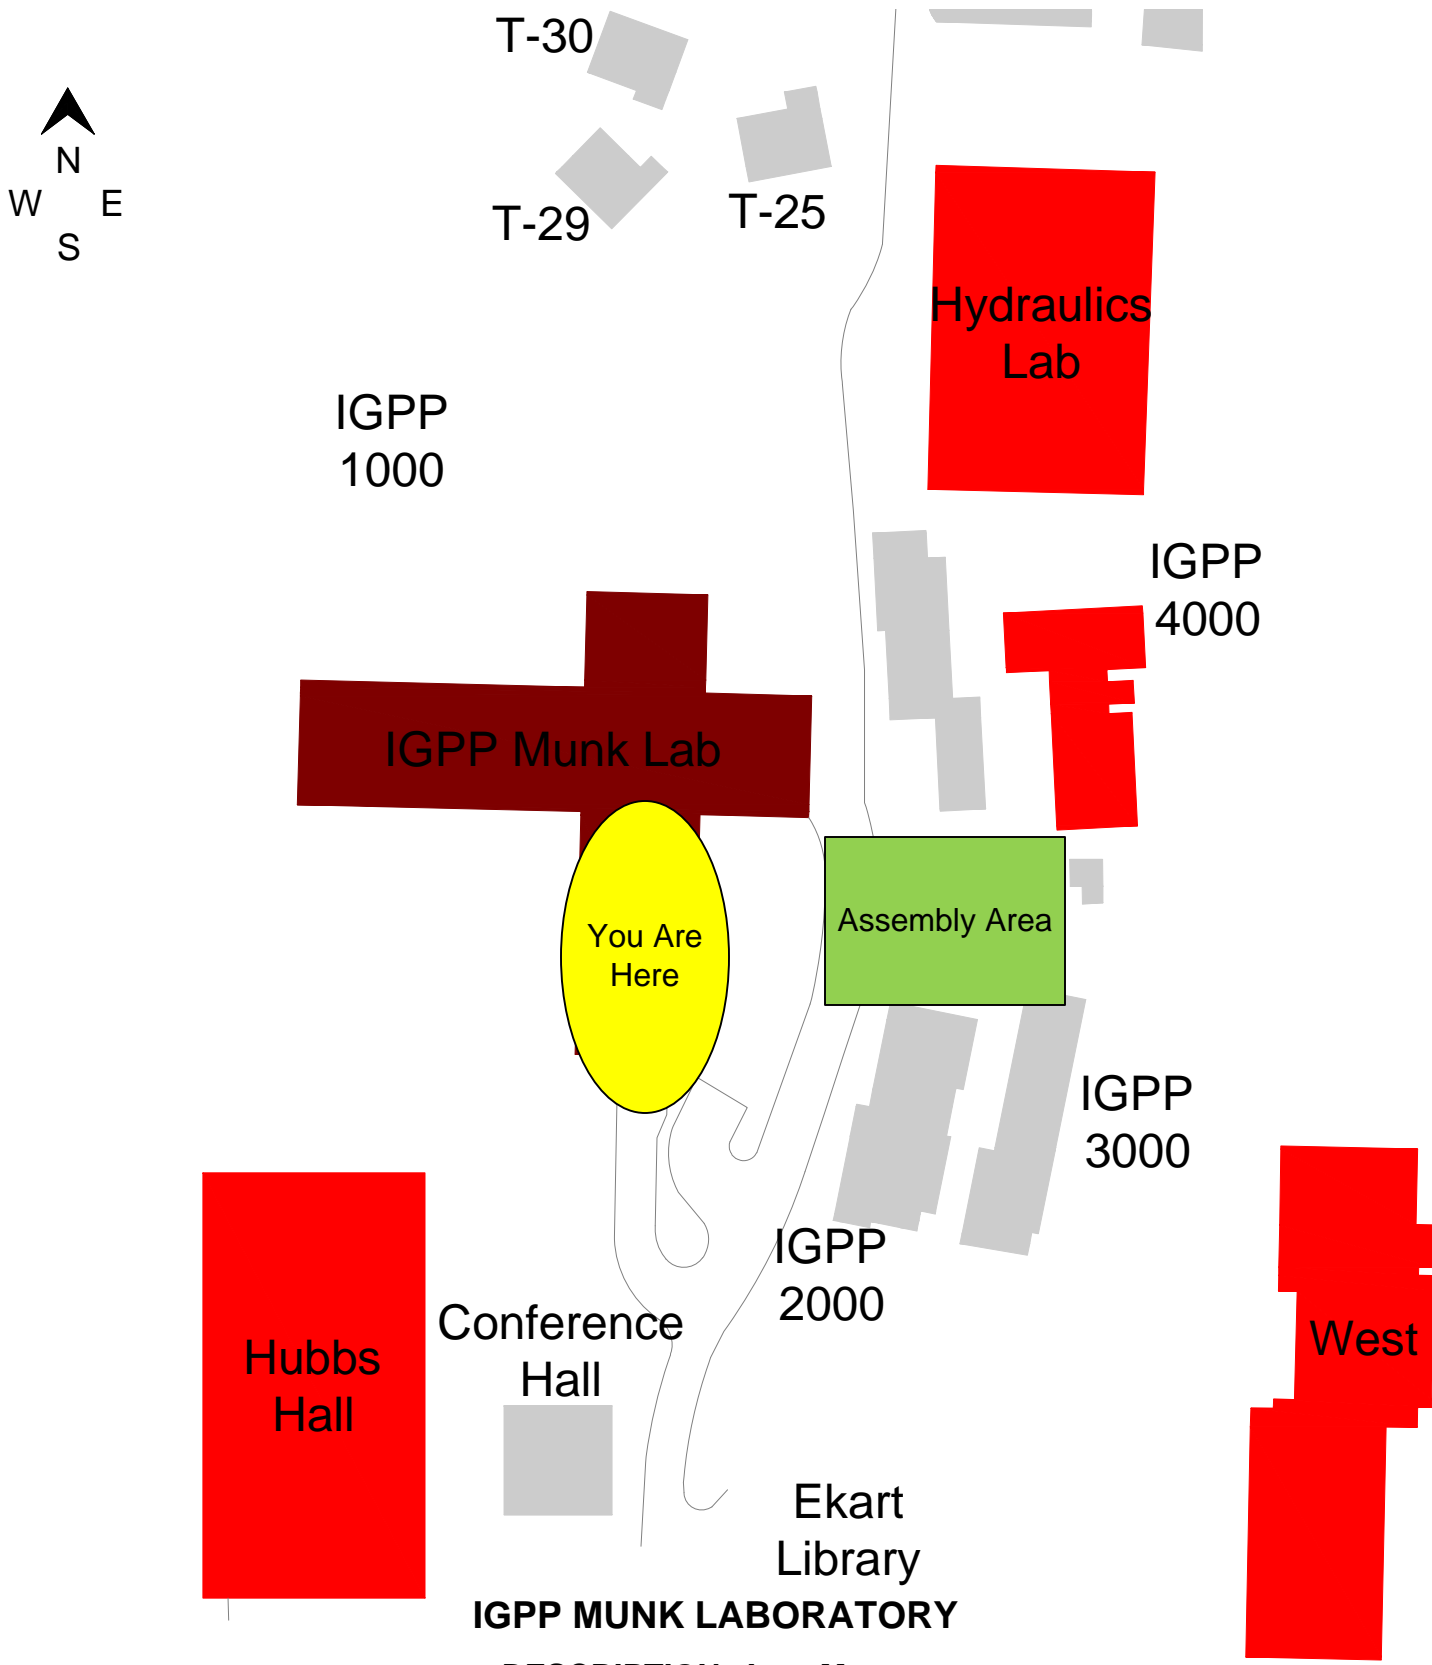 T-30
N
W E
S
T-29
T-25
Hydraulics
Lab
IGPP
1000
IGPP
4000
IGPP Munk Lab
You Are
Here
Assembly Area
IGPP
3000
IGPP
2000
Conference
Hall
Hubbs
Hall
West
Ekart
Library
IGPP MUNK LABORATORY